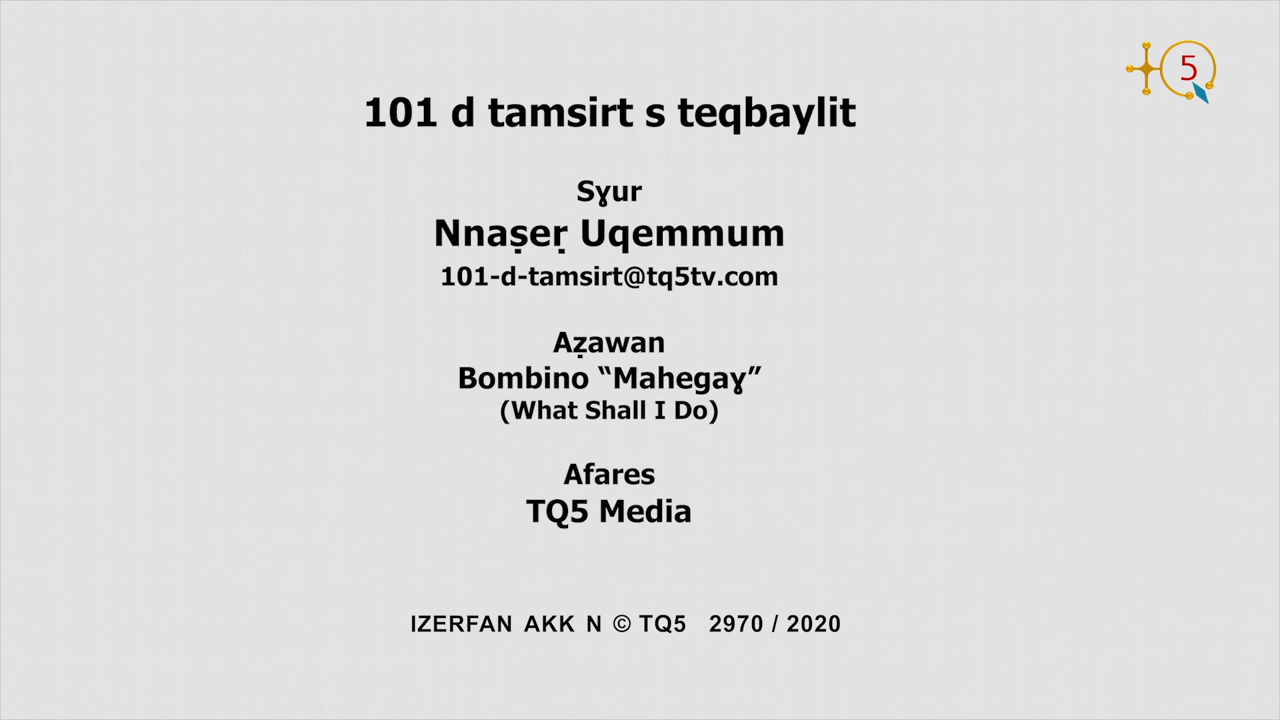 5
101 d tamsirt s teqbaylit
Sɣur
Nnaṣeṛ Uqemmum
101-d-tamsirt@tq5tv.com
Aẓawan
Bombino “Mahegaɣ”
(What Shall I Do)
Afares
TQ5 Media
IZERFAN AKK N © TQ5 2970 / 2020